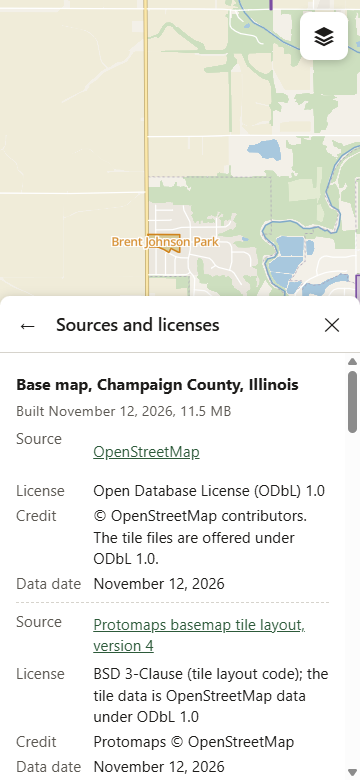 Brent Johnson Park
← Sources and licenses
Base map, Champaign County, Illinois
Built November 12, 2026, 11.5 MB
Source
OpenStreetMap
License Open Database License (ODbL) 1.0
Credit © OpenStreetMap contributors.
The tile files are offered under
ODbL 1.0.
Data date November 12, 2026
Source Protomaps basemap tile layout,
version 4
License BSD 3-Clause (tile layout code); the
tile data is OpenStreetMap data
under ODbL 1.0
Credit Protomaps © OpenStreetMap
Data date November 12, 2026